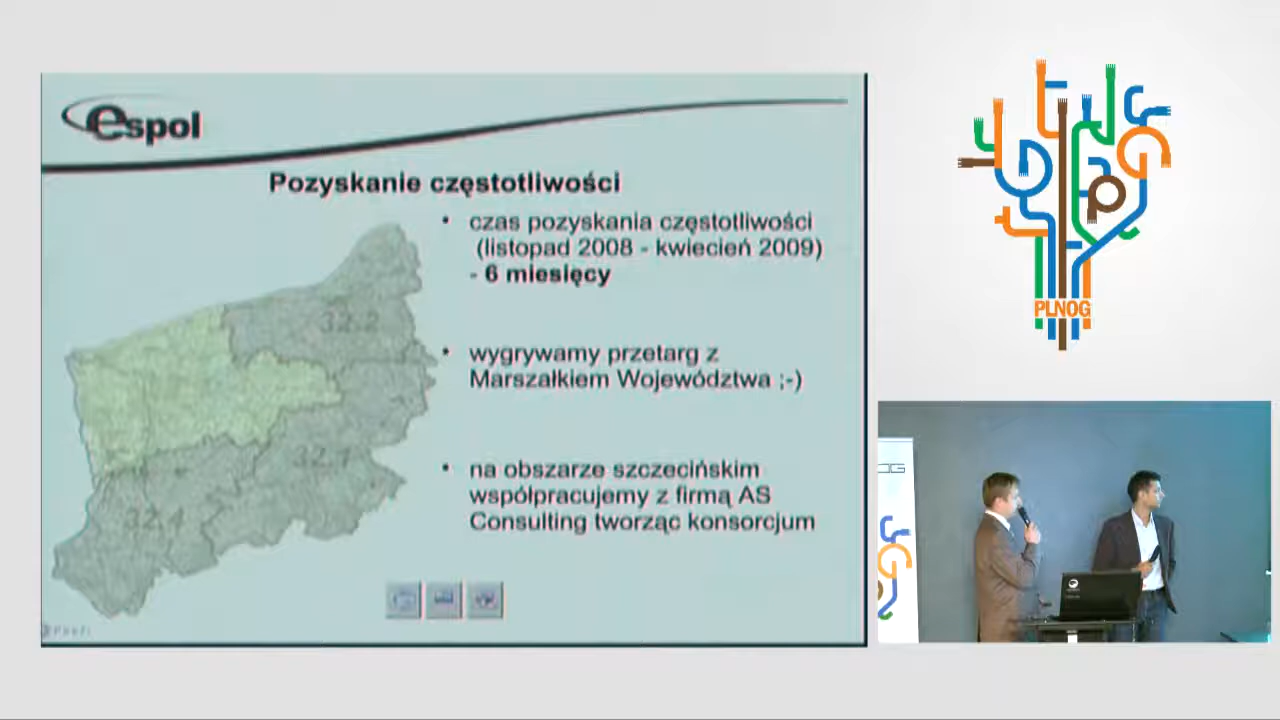 espol
Pozyskanie częstotliwości
• czas pozyskania częstotliwości
(listopad 2008 - kwiecień 2009)
- 6 miesięcy
• wygrywamy przetarg z
Marszałkiem Województwa ;-)
• na obszarze szczecińskim
współpracujemy z firmą AS
Consulting tworząc konsorcjum
32.2
32.1
32.4
PLNOG